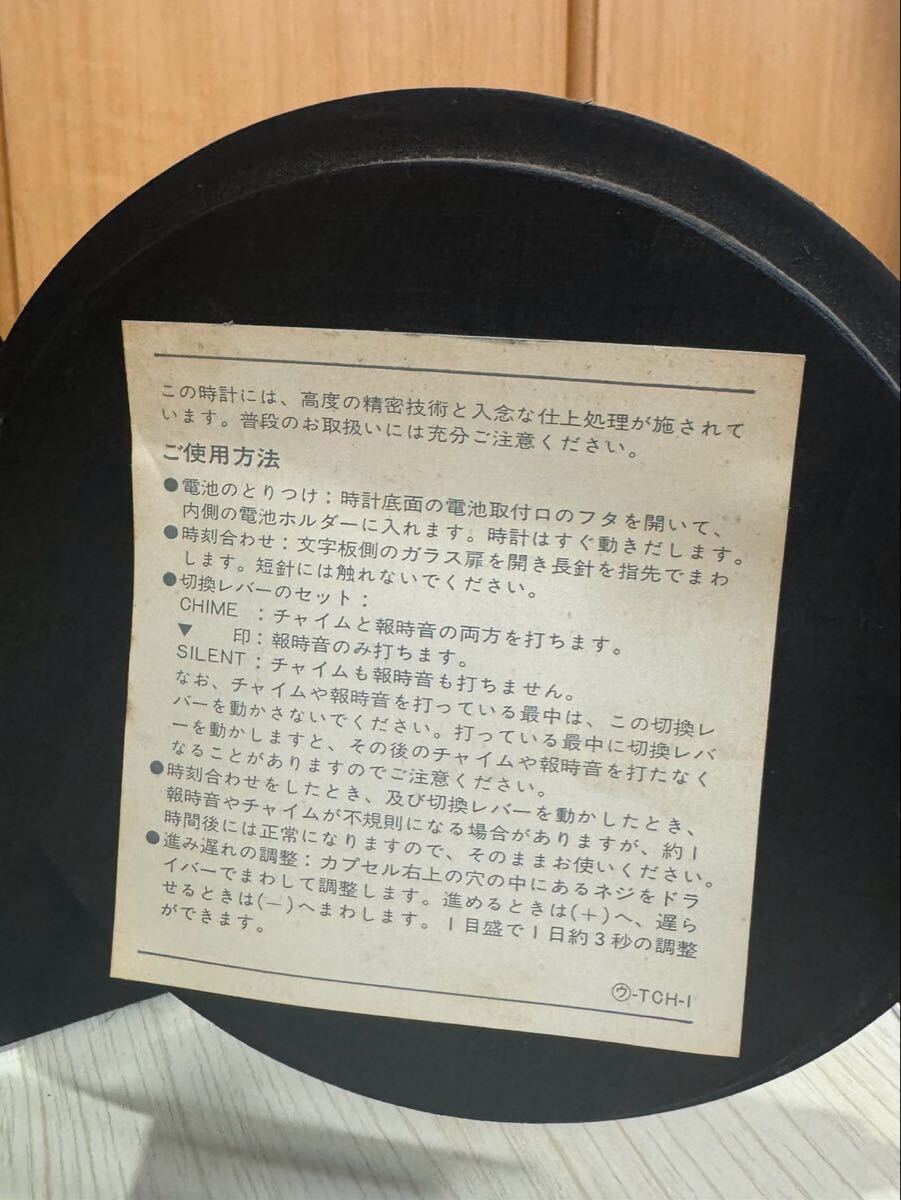 この時計には、高度の精密技術と入念な仕上処理が施されて
います。普段のお取扱いには充分ご注意ください。
ご使用方法
●電池のとりつけ：時計底面の電池取付口のフタを開いて、
内側の電池ホルダーに入れます。時計はすぐ動きだします。
●時刻合わせ：文字板側のガラス扉を開き長針を指先でまわ
します。短針には触れないでください。
●切換レバーのセット：
CHIME ：チャイムと報時音の両方を打ちます。
▼ 印：報時音のみ打ちます。
SILENT：チャイムも報時音も打ちません。
なお、チャイムや報時音を打っている最中は、この切換レ
バーを動かさないでください。打っている最中に切換レバ
ーを動かしますと、その後のチャイムや報時音を打たなく
なることがありますのでご注意ください。
●時刻合わせをしたとき、及び切換レバーを動かしたとき、
報時音やチャイムが不規則になる場合がありますが、約1
時間後には正常になりますので、そのままお使いください。
●進み遅れの調整：カプセル右上の穴の中にあるネジをドラ
イバーでまわして調整します。進めるときは(+)へ、遅ら
せるときは(−)へまわします。1目盛で1日約3秒の調整
ができます。
㋒-TCH-1